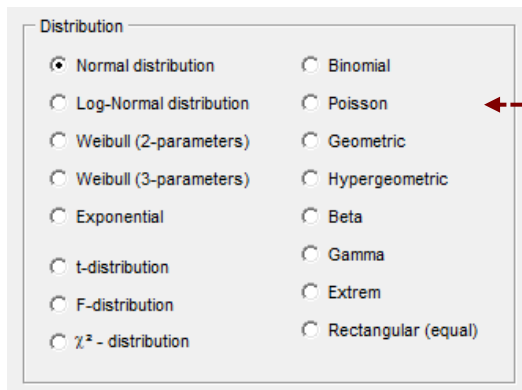 Distribution
Normal distribution
Log-Normal distribution
Weibull (2-parameters)
Weibull (3-parameters)
Exponential
t-distribution
F-distribution
χ² - distribution
Binomial
Poisson
Geometric
Hypergeometric
Beta
Gamma
Extrem
Rectangular (equal)